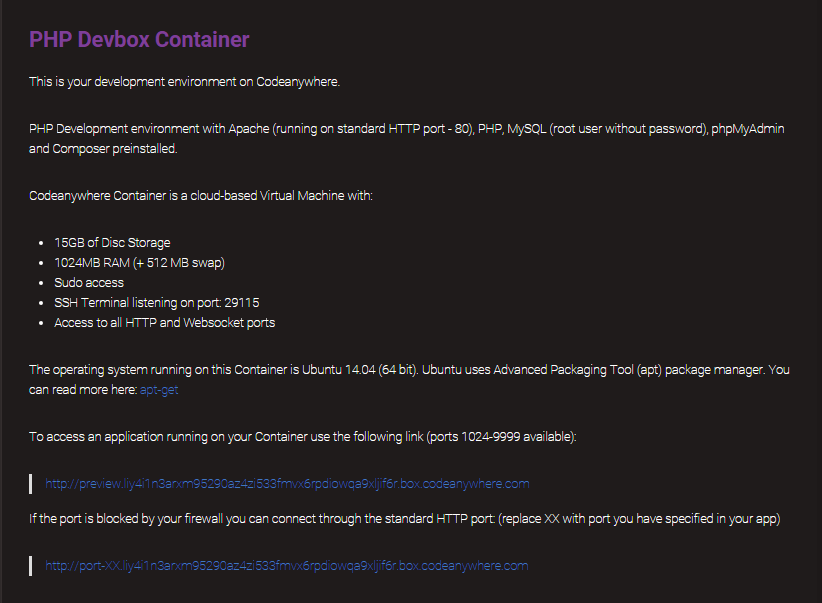 PHP Devbox Container
This is your development environment on Codeanywhere.
PHP Development environment with Apache (running on standard HTTP port - 80), PHP, MySQL (root user without password), phpMyAdmin
and Composer preinstalled.
Codeanywhere Container is a cloud-based Virtual Machine with:
15GB of Disc Storage
1024MB RAM (+ 512 MB swap)
Sudo access
SSH Terminal listening on port: 29115
Access to all HTTP and Websocket ports
The operating system running on this Container is Ubuntu 14.04 (64 bit). Ubuntu uses Advanced Packaging Tool (apt) package manager. You
can read more here: apt-get
To access an application running on your Container use the following link (ports 1024-9999 available):
http://preview.liy4i1n3arxm95290az4zi533fmvx6rpdiowqa9xljif6r.box.codeanywhere.com
If the port is blocked by your firewall you can connect through the standard HTTP port: (replace XX with port you have specified in your app)
http://port-XX.liy4i1n3arxm95290az4zi533fmvx6rpdiowqa9xljif6r.box.codeanywhere.com